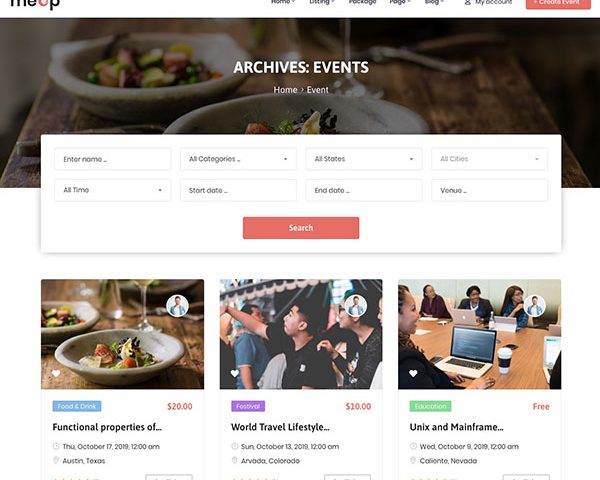 meup
Home Listing Package Page Blog My account + Create Event
ARCHIVES: EVENTS
Home > Event
Enter name ... All Categories ... All States All Cities
All Time Start date ... End date ... Venue ...
Search
Food & Drink $20.00
Functional properties of...
Thu, October 17, 2019, 12:00 am
Austin, Texas
Festival $10.00
World Travel Lifestyle...
Sun, October 13, 2019, 12:00 am
Arvada, Colorado
Education Free
Unix and Mainframe...
Wed, October 9, 2019, 12:00 am
Caliente, Nevada